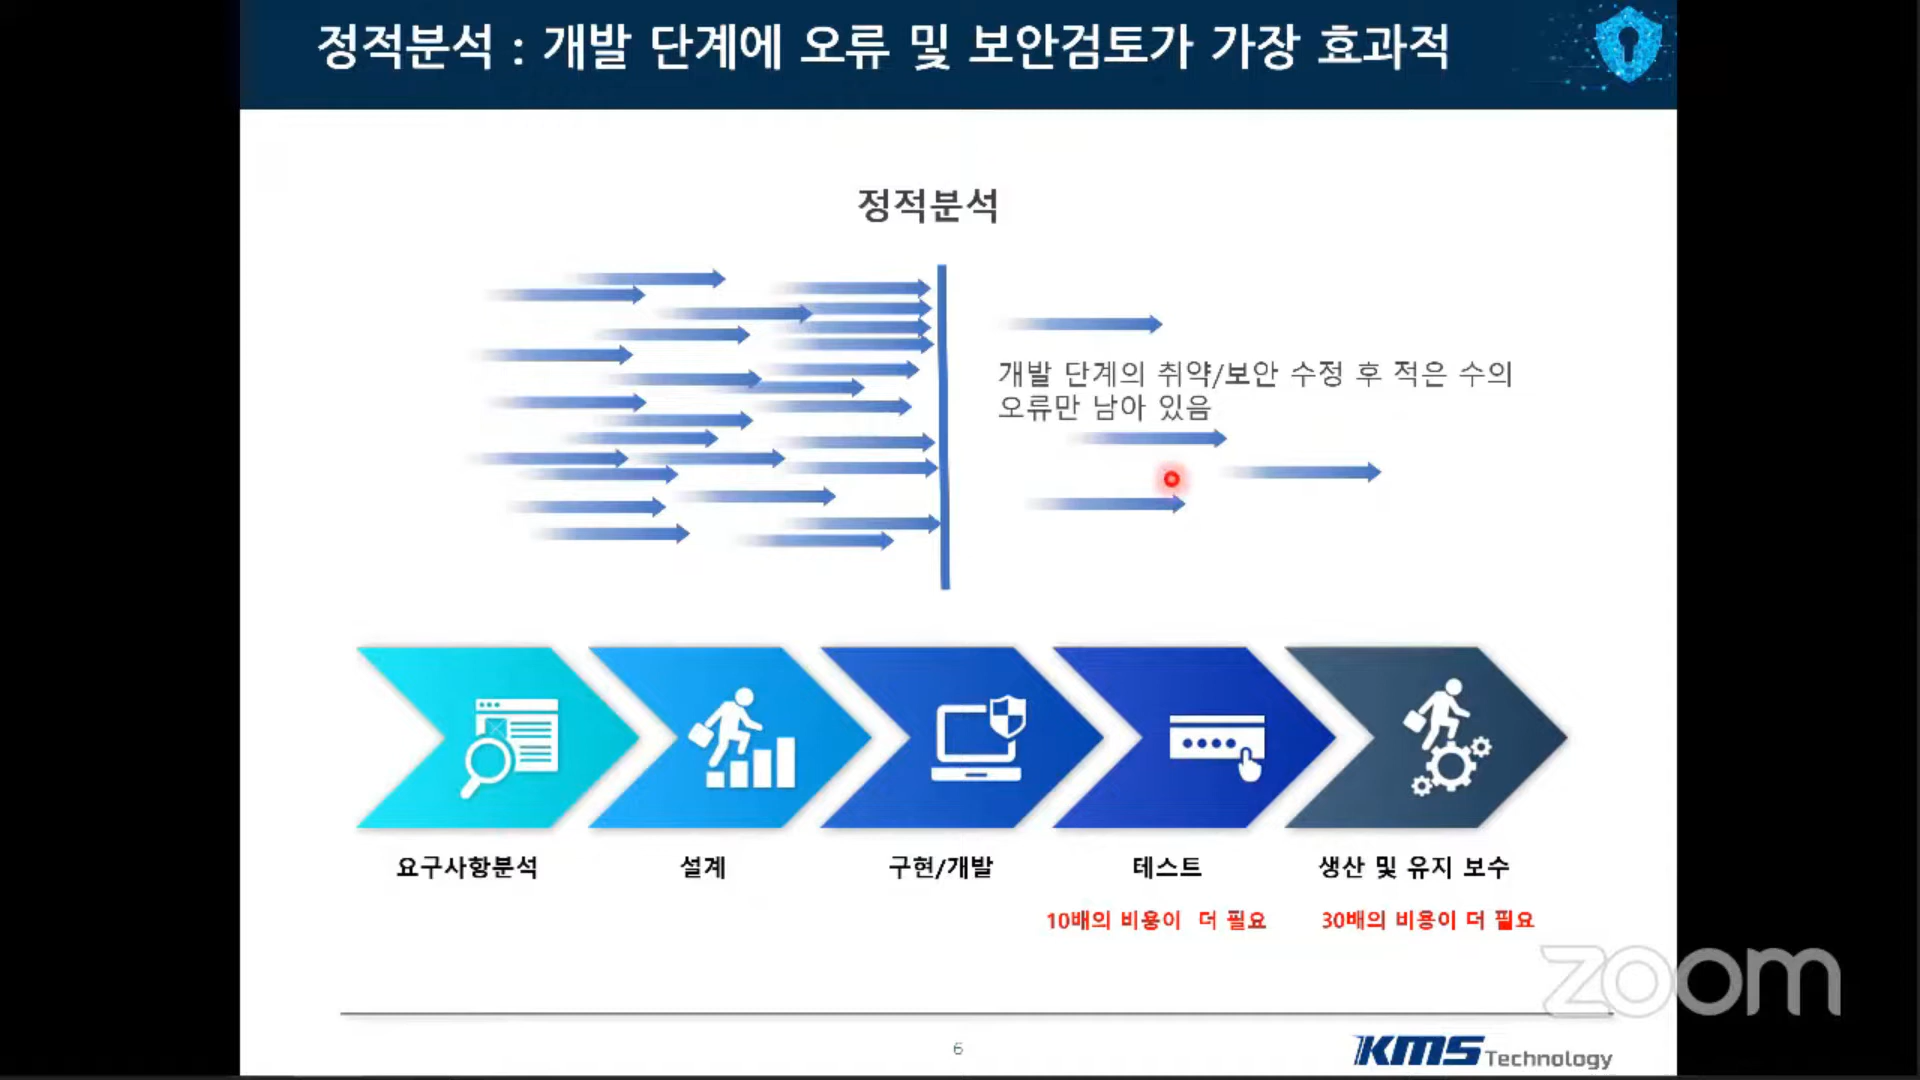 정적분석 : 개발 단계에 오류 및 보안검토가 가장 효과적
정적분석
개발 단계의 취약/보안 수정 후 적은 수의
오류만 남아 있음
요구사항분석
설계
구현/개발
테스트
생산 및 유지 보수
10배의 비용이 더 필요
30배의 비용이 더 필요
zoom
6
KMS Technology